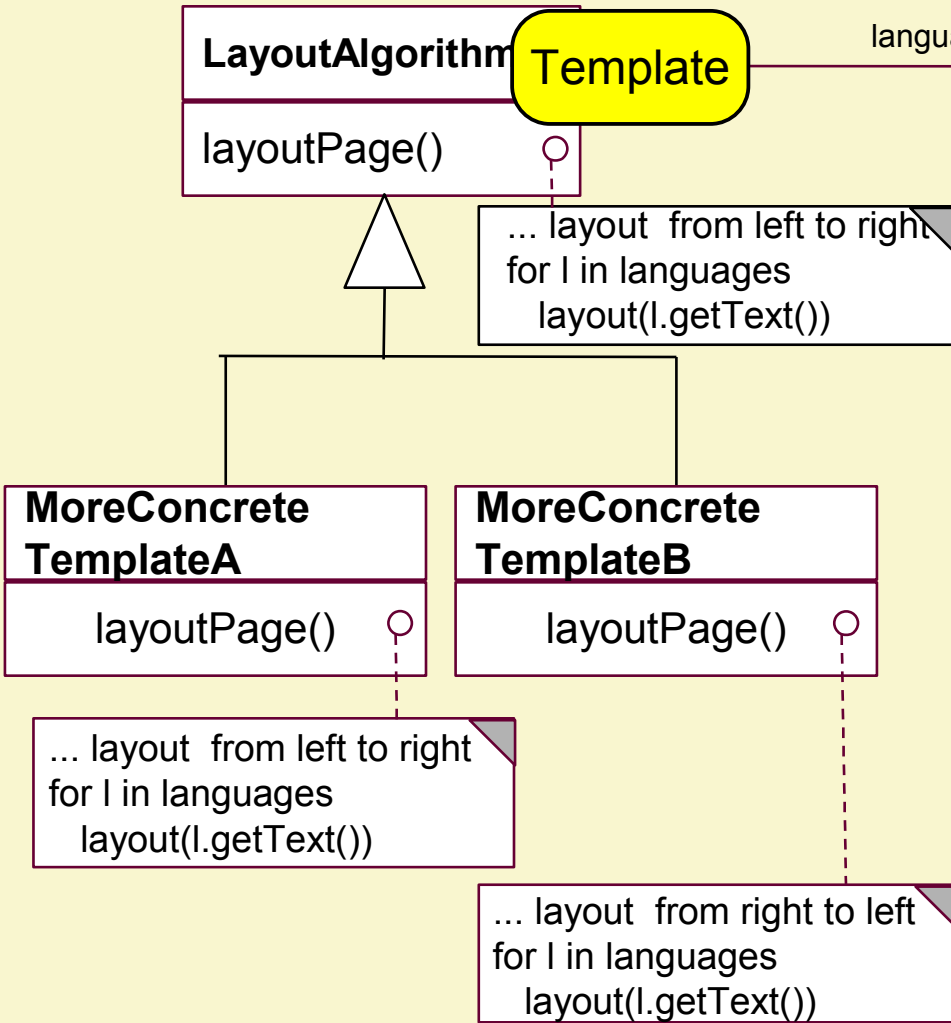 LayoutAlgorithm
Template
layoutPage()
... layout from left to right
for l in languages
layout(l.getText())
MoreConcrete
TemplateA
layoutPage()
MoreConcrete
TemplateB
layoutPage()
... layout from left to right
for l in languages
layout(l.getText())
... layout from right to left
for l in languages
layout(l.getText())